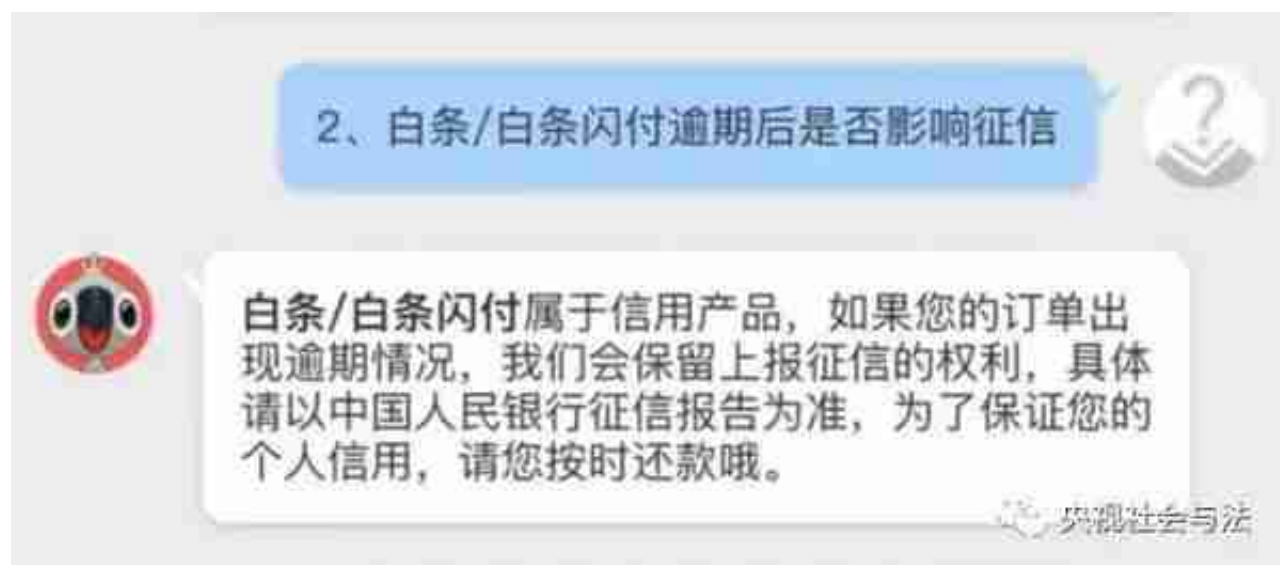 2、白条/白条闪付逾期后是否影响征信
白条/白条闪付属于信用产品，如果您的订单出
现逾期情况，我们会保留上报征信的权利，具体
请以中国人民银行征信报告为准，为了保证您的
个人信用，请您按时还款哦。
央视社会与法